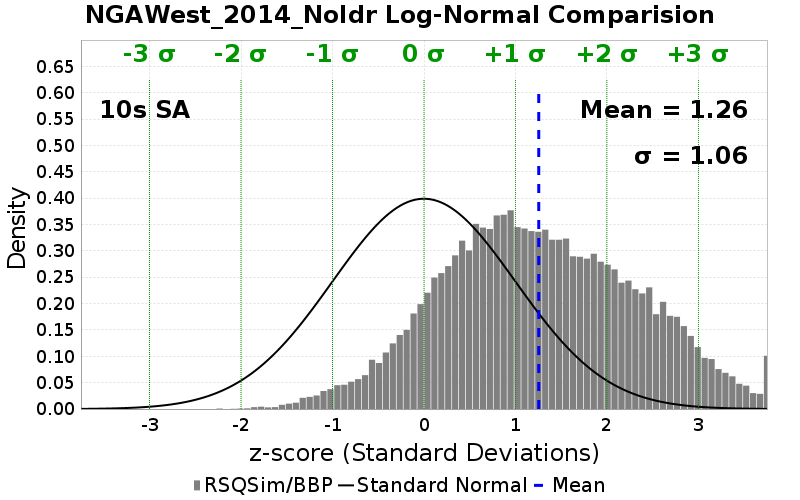 NGAWest_2014_NoIdr Log-Normal Comparision
-3 σ -2 σ -1 σ 0 σ +1 σ +2 σ +3 σ
10s SA
Mean = 1.26
σ = 1.06
Density
0.65
0.60
0.55
0.50
0.45
0.40
0.35
0.30
0.25
0.20
0.15
0.10
0.05
0.00
-3 -2 -1 0 1 2 3
z-score (Standard Deviations)
RSQSim/BBP Standard Normal Mean